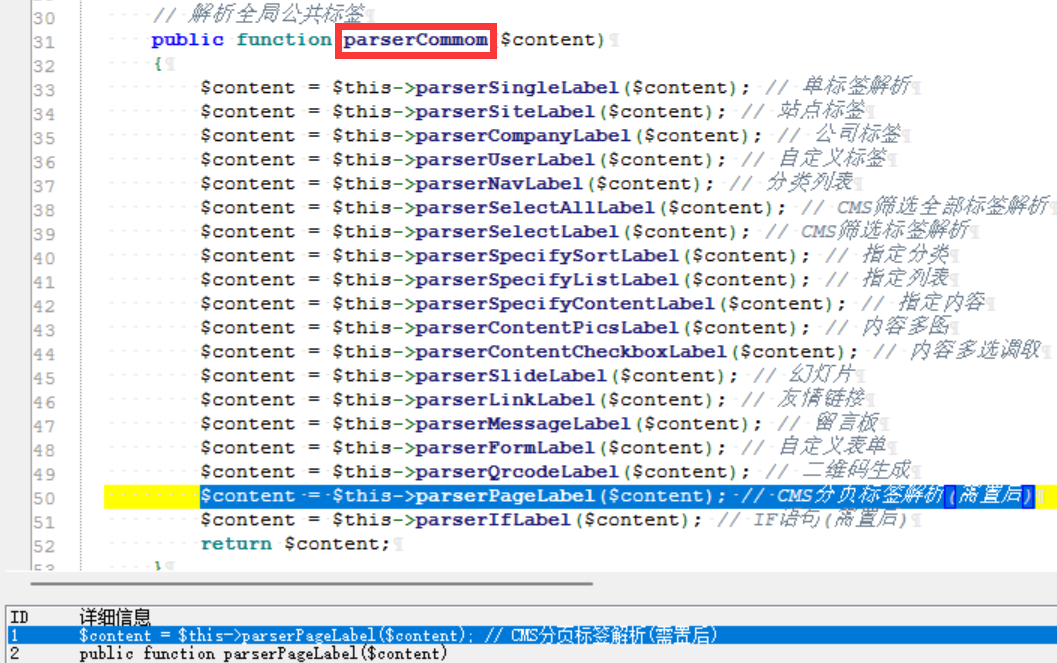 30 // 解析全局公共标签
31 public function parserCommom($content)
32 {
33 $content = $this->parserSingleLabel($content); // 单标签解析
34 $content = $this->parserSiteLabel($content); // 站点标签
35 $content = $this->parserCompanyLabel($content); // 公司标签
36 $content = $this->parserUserLabel($content); // 自定义标签
37 $content = $this->parserNavLabel($content); // 分类列表
38 $content = $this->parserSelectAllLabel($content); // CMS筛选全部标签解析
39 $content = $this->parserSelectLabel($content); // CMS筛选标签解析
40 $content = $this->parserSpecifySortLabel($content); // 指定分类
41 $content = $this->parserSpecifyListLabel($content); // 指定列表
42 $content = $this->parserSpecifyContentLabel($content); // 指定内容
43 $content = $this->parserContentPicsLabel($content); // 内容多图
44 $content = $this->parserContentCheckboxLabel($content); // 内容多选调取
45 $content = $this->parserSlideLabel($content); // 幻灯片
46 $content = $this->parserLinkLabel($content); // 友情链接
47 $content = $this->parserMessageLabel($content); // 留言板
48 $content = $this->parserFormLabel($content); // 自定义表单
49 $content = $this->parserQrcodeLabel($content); // 二维码生成
50 $content = $this->parserPageLabel($content); // CMS分页标签解析(需置后)
51 $content = $this->parserIfLabel($content); // IF语句(需置后)
52 return $content;
53 }
ID 详细信息
1 $content = $this->parserPageLabel($content); // CMS分页标签解析(需置后)
2 public function parserPageLabel($content)